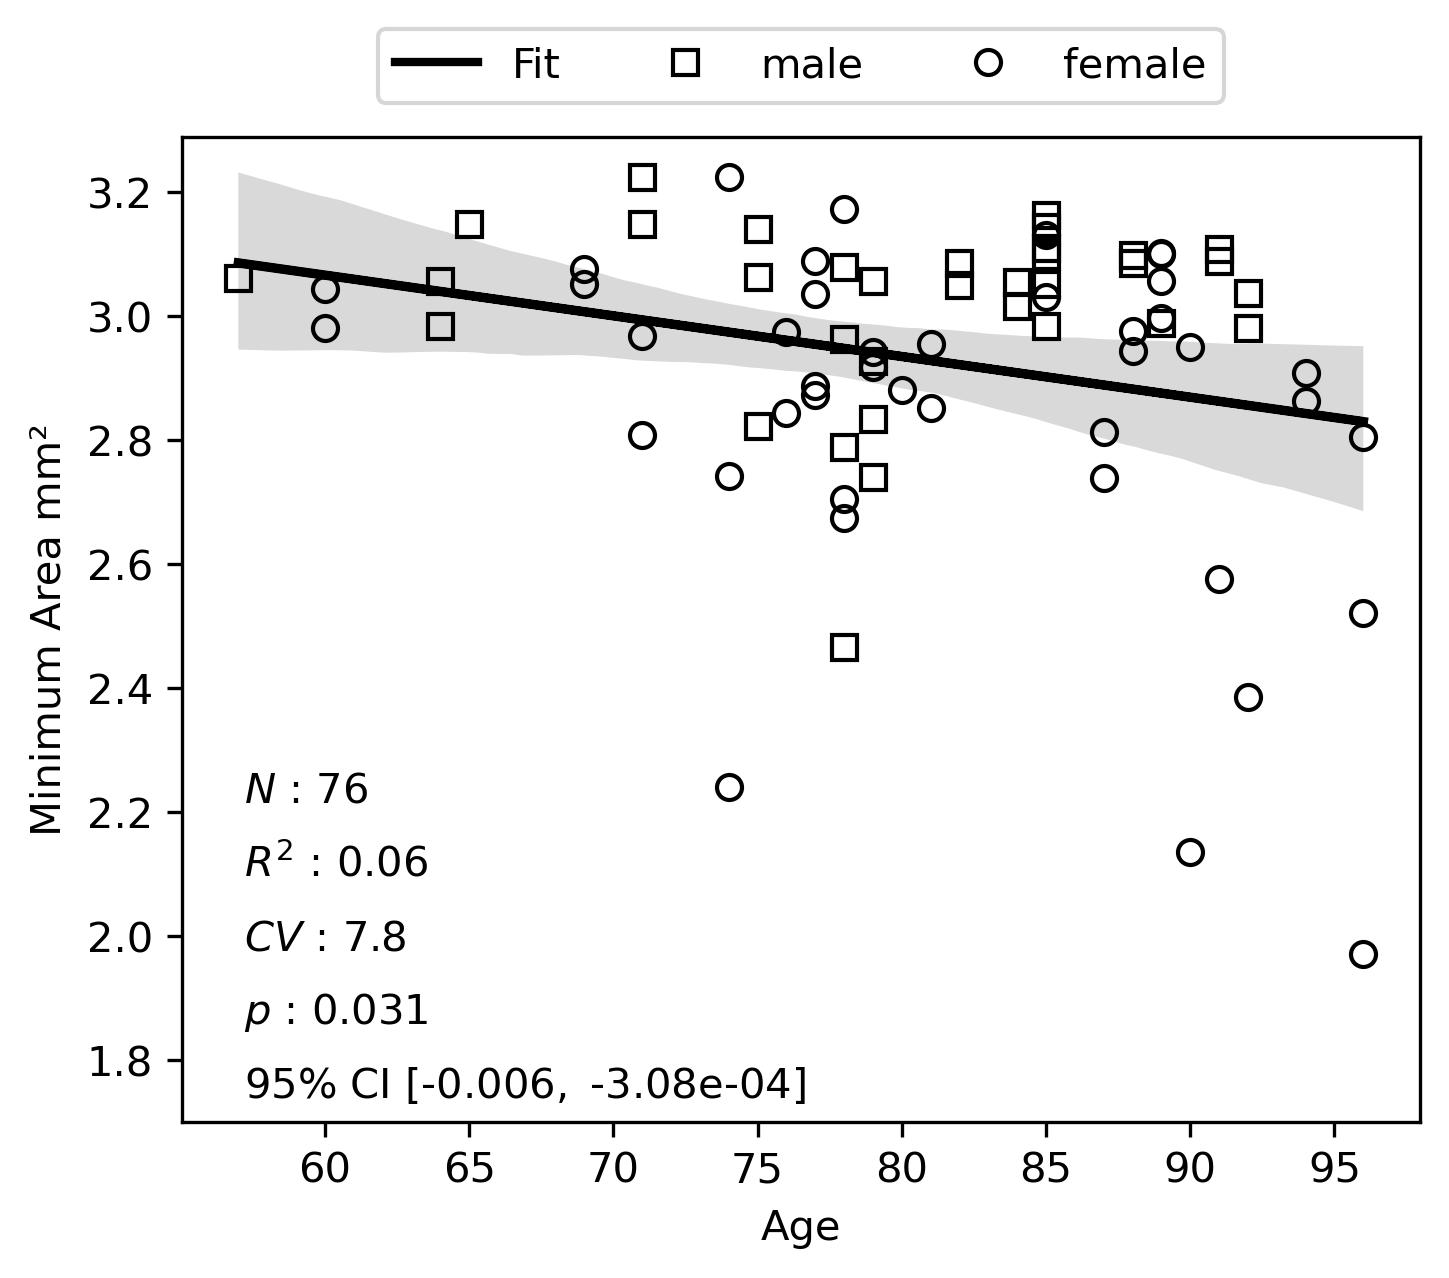 Fit male female
Minimum Area mm²
3.2
3.0
2.8
2.6
2.4
2.2
2.0
1.8
N : 76
R² : 0.06
CV : 7.8
p : 0.031
95% CI [-0.006, -3.08e-04]
60 65 70 75 80 85 90 95
Age